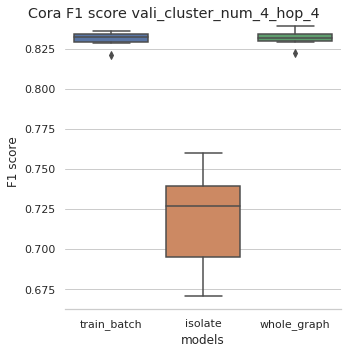 Cora F1 score vali_cluster_num_4_hop_4
0.825
0.800
0.775
0.750
0.725
0.700
0.675
F1 score
train_batch isolate whole_graph
models